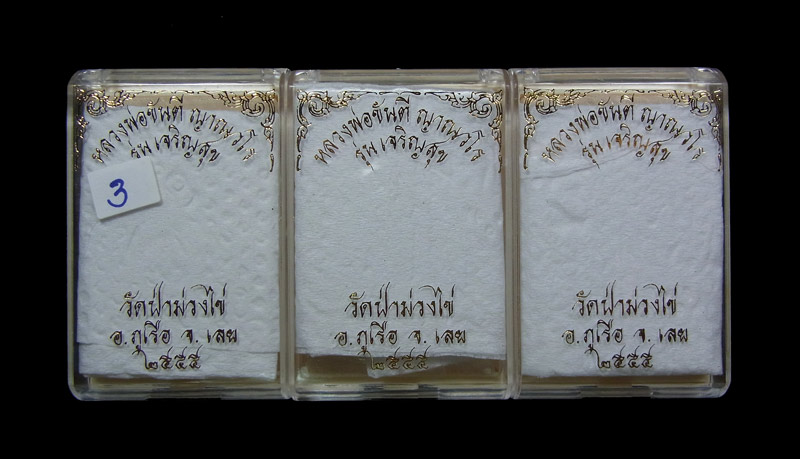 หลวงพ่อขันตี ญาณวโร
รุ่น เจริญสุข
3
วัดป่าม่วงไข่
อ.ภูเรือ จ.เลย
๒๕๕๕
หลวงพ่อขันตี ญาณวโร
รุ่น เจริญสุข
วัดป่าม่วงไข่
อ.ภูเรือ จ.เลย
๒๕๕๕
หลวงพ่อขันตี ญาณวโร
รุ่น เจริญสุข
วัดป่าม่วงไข่
อ.ภูเรือ จ.เลย
๒๕๕๕